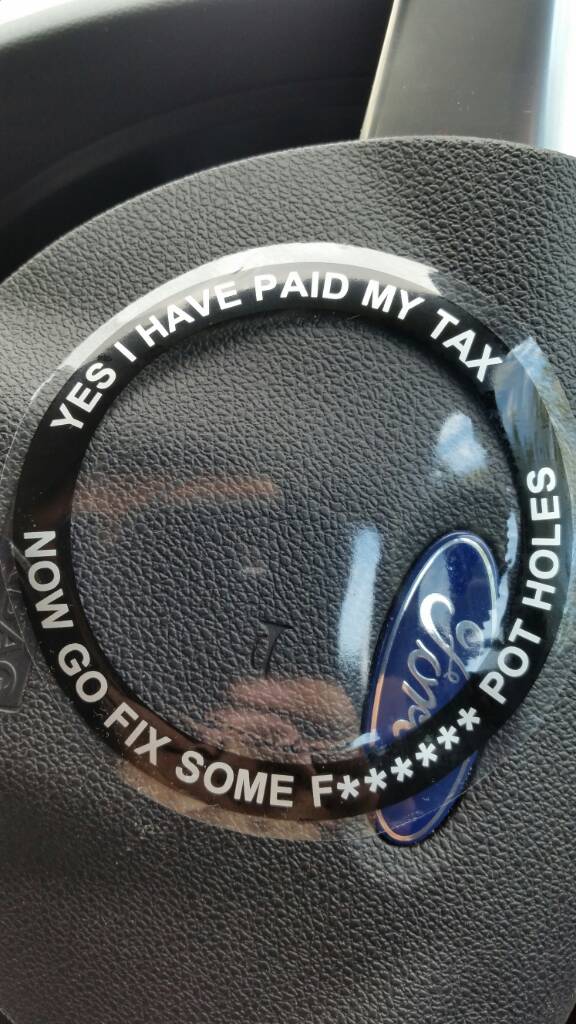 YES I HAVE PAID MY TAX
NOW GO FIX SOME F****** POT HOLES
Ford